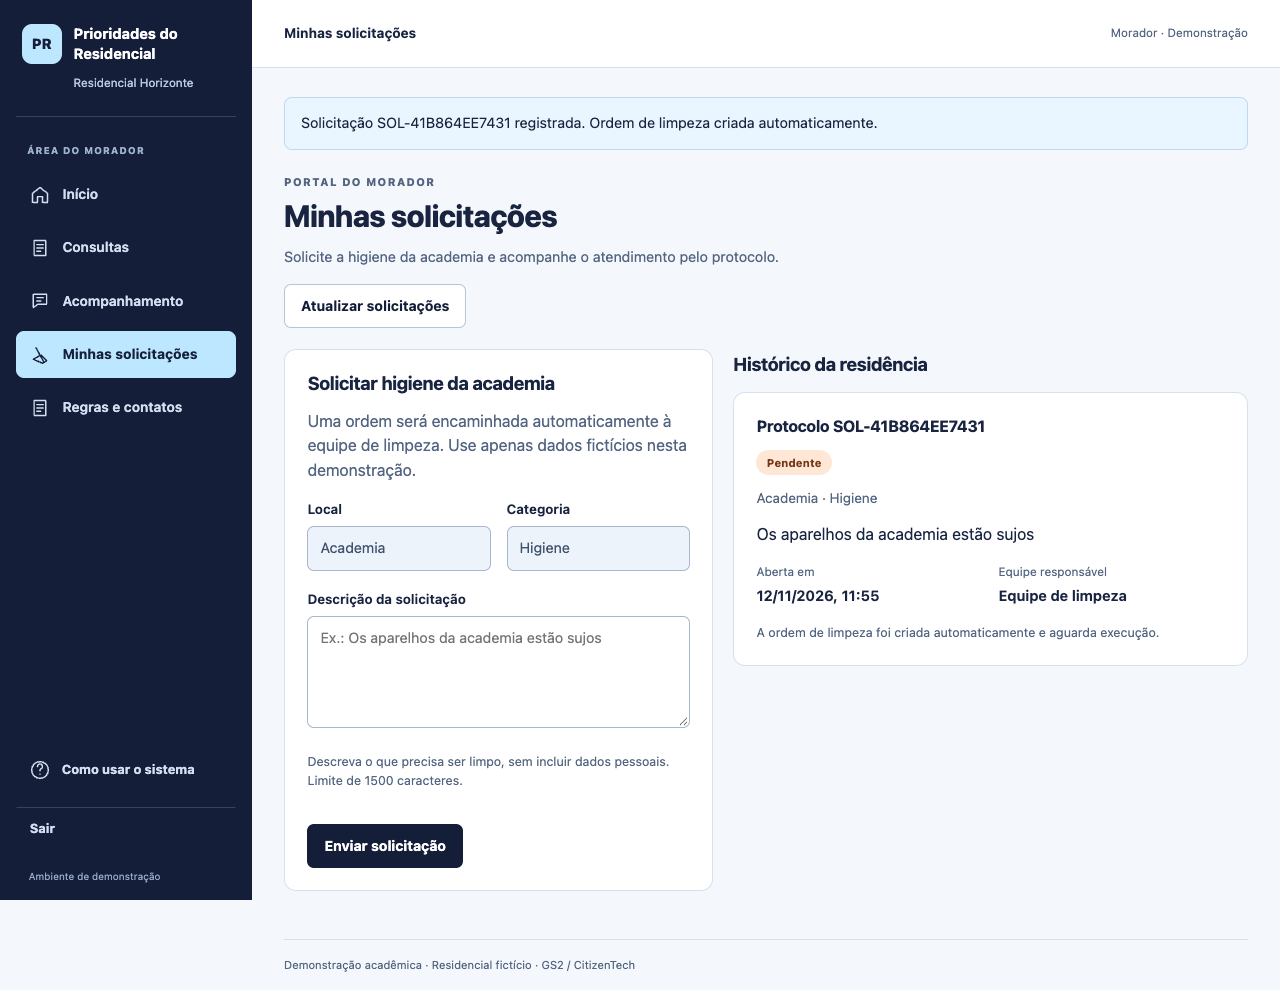 PR
Prioridades do
Residencial
Residencial Horizonte
ÁREA DO MORADOR
Início
Consultas
Acompanhamento
Minhas solicitações
Regras e contatos
Como usar o sistema
Sair
Ambiente de demonstração
Minhas solicitações
Morador · Demonstração
Solicitação SOL-41B864EE7431 registrada. Ordem de limpeza criada automaticamente.
PORTAL DO MORADOR
Minhas solicitações
Solicite a higiene da academia e acompanhe o atendimento pelo protocolo.
Atualizar solicitações
Solicitar higiene da academia
Uma ordem será encaminhada automaticamente à
equipe de limpeza. Use apenas dados fictícios nesta
demonstração.
Local
Categoria
Academia
Higiene
Descrição da solicitação
Ex.: Os aparelhos da academia estão sujos
Descreva o que precisa ser limpo, sem incluir dados pessoais.
Limite de 1500 caracteres.
Enviar solicitação
Histórico da residência
Protocolo SOL-41B864EE7431
Pendente
Academia · Higiene
Os aparelhos da academia estão sujos
Aberta em
Equipe responsável
12/11/2026, 11:55
Equipe de limpeza
A ordem de limpeza foi criada automaticamente e aguarda execução.
Demonstração acadêmica · Residencial fictício · GS2 / CitizenTech